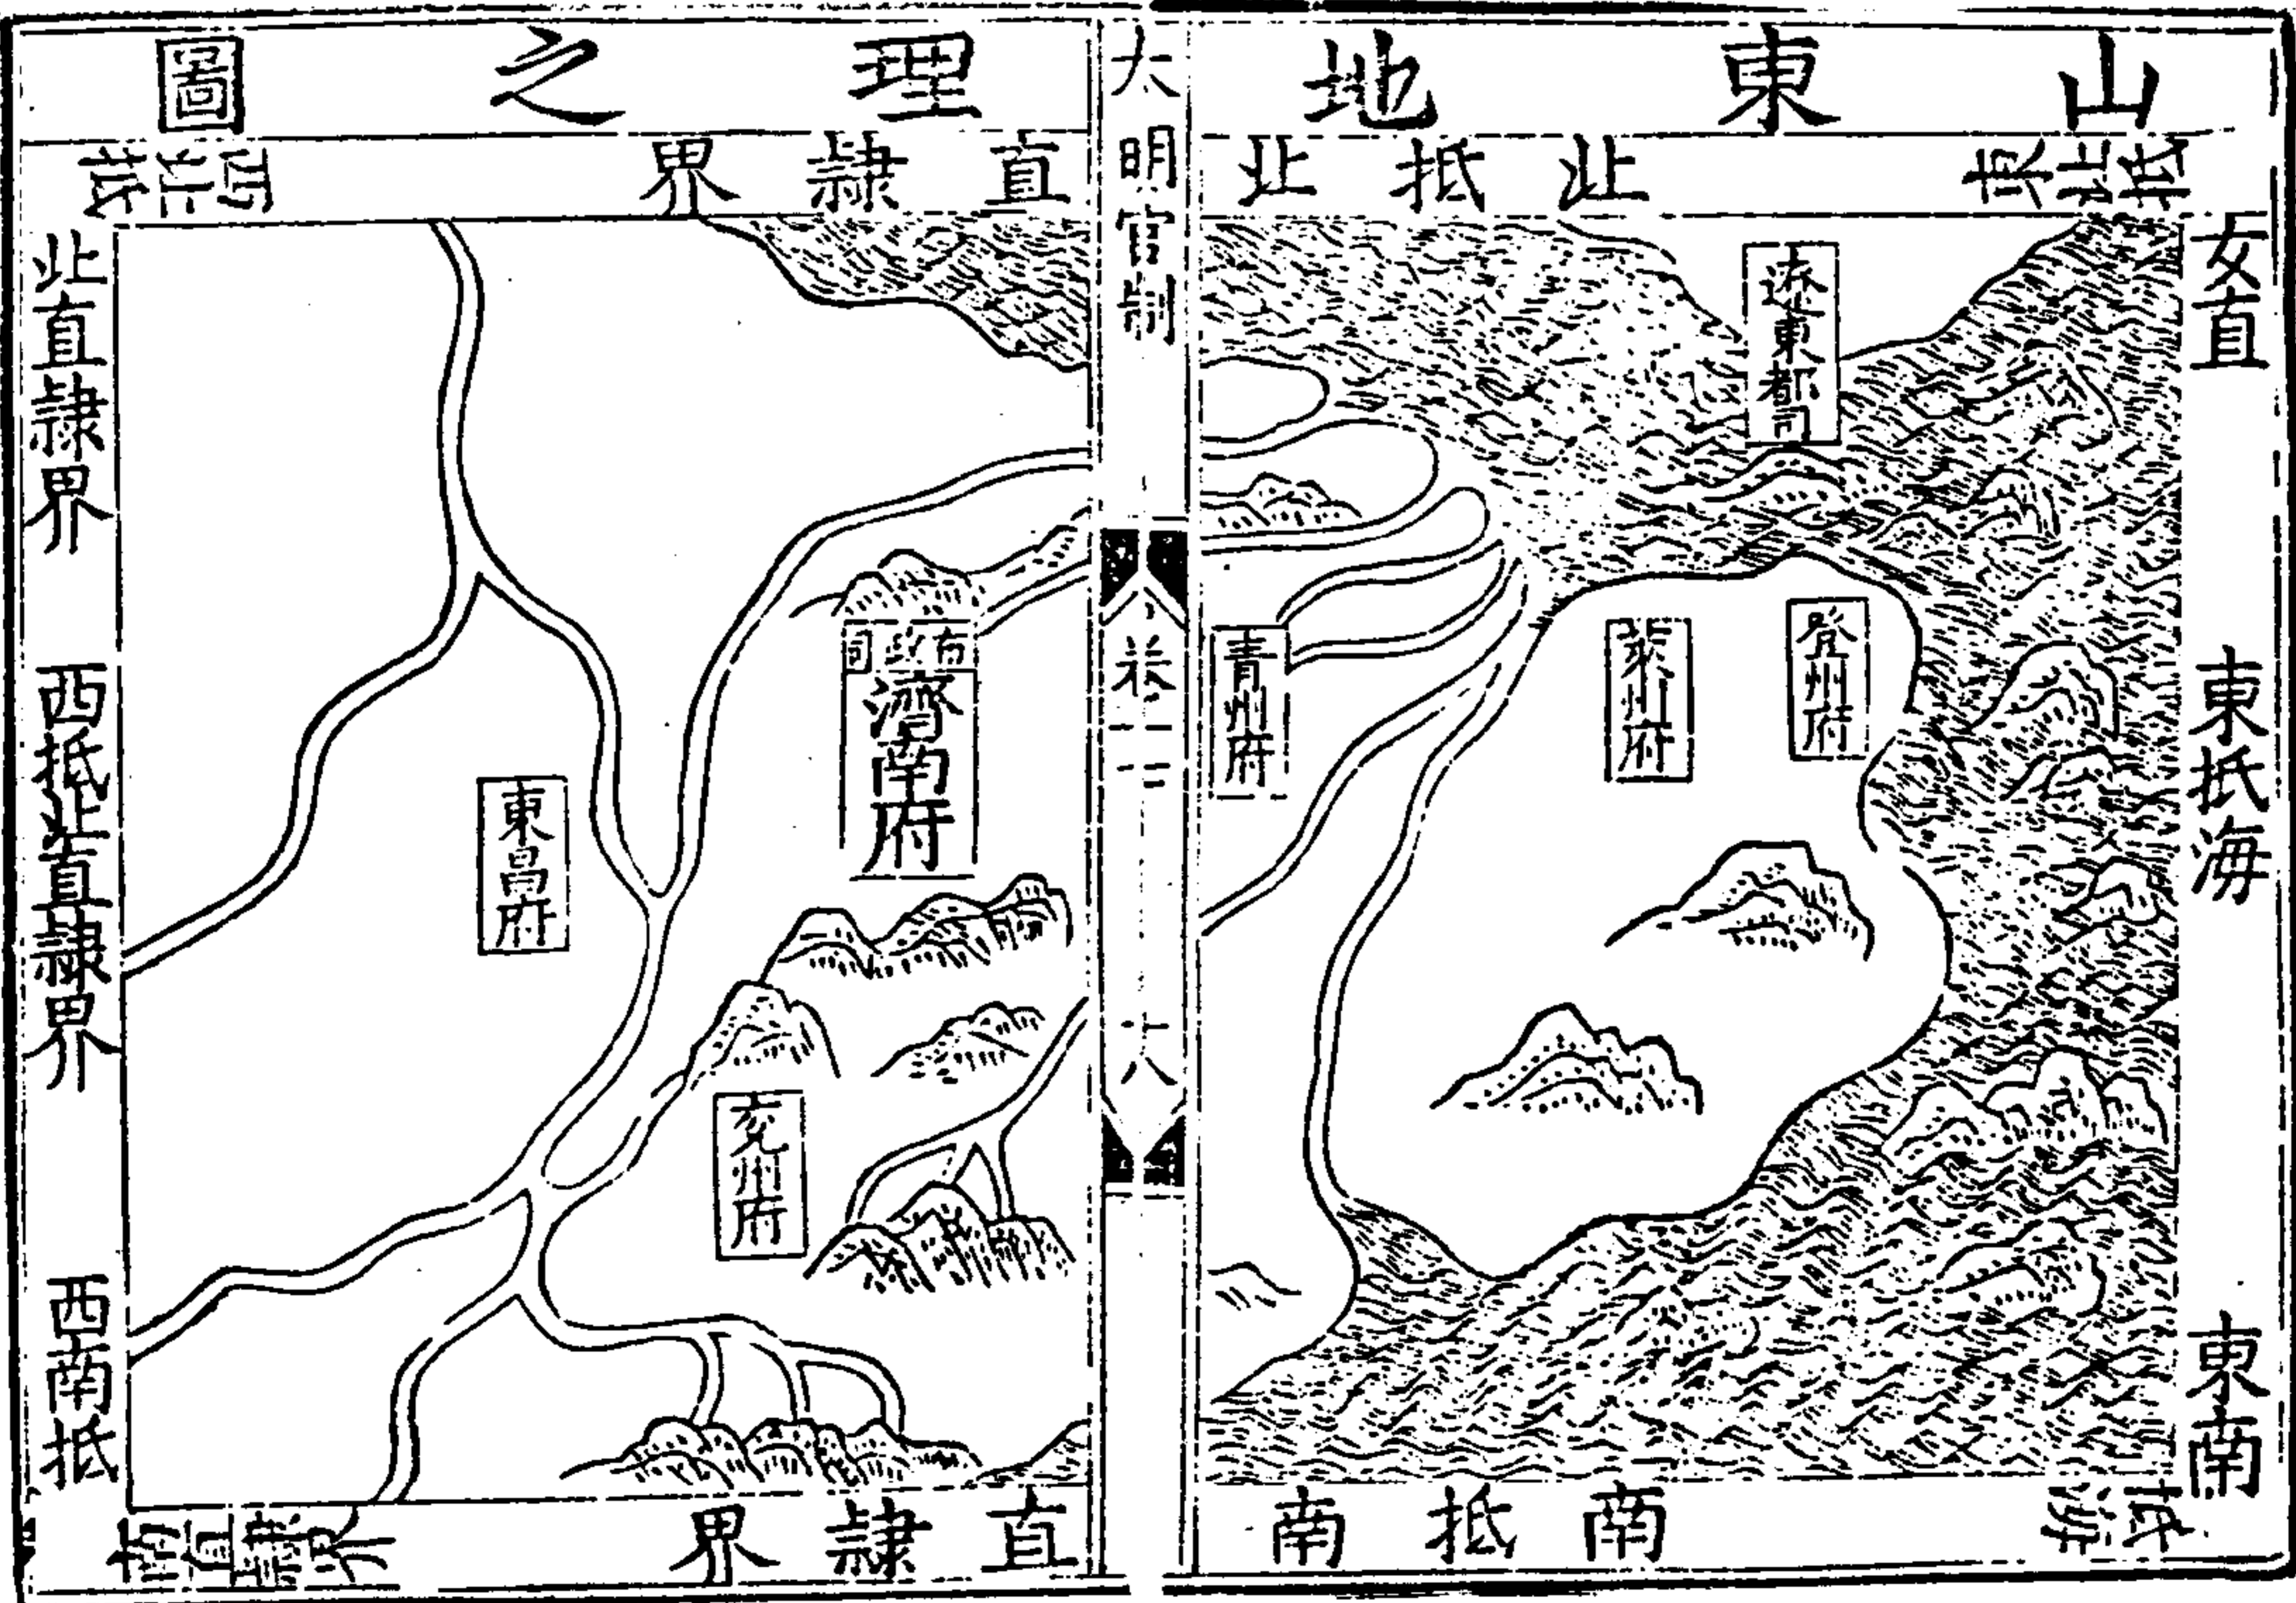 山東地理之圖
北抵北直隸界
女直
東抵海
東南
南抵南直隸界
西南抵
西抵北直隸界
北直隸界
大明官制
卷二
十八
遼東都司
登州府
萊州府
青州府
布政司
濟南府
東昌府
兗州府